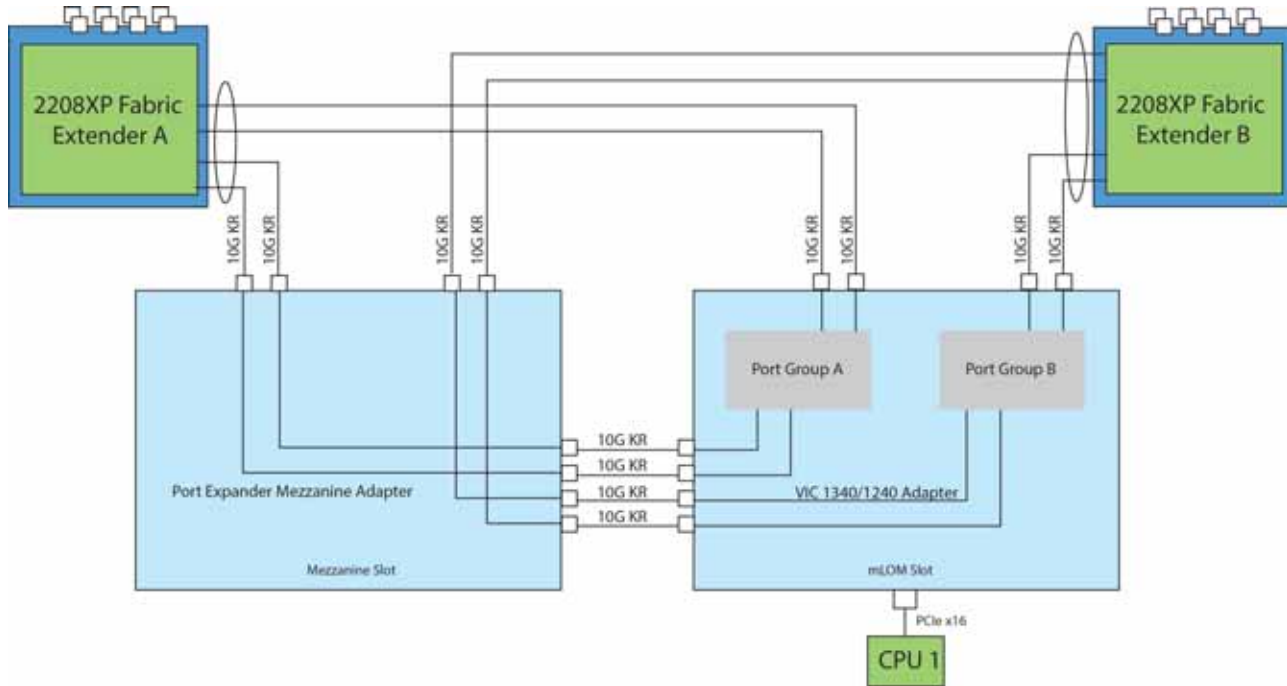 2208XP Fabric
Extender A
2208XP Fabric
Extender B
10G KR
10G KR
10G KR
10G KR
10G KR
10G KR
10G KR
10G KR
Port Group A
Port Group B
10G KR
10G KR
10G KR
10G KR
Port Expander Mezzanine Adapter
VIC 1340/1240 Adapter
Mezzanine Slot
mLOM Slot
PCIe x16
CPU 1